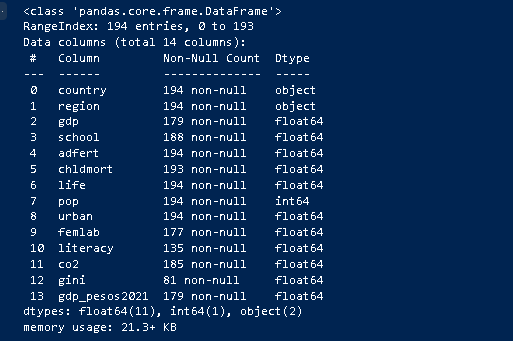 <class 'pandas.core.frame.DataFrame'>
RangeIndex: 194 entries, 0 to 193
Data columns (total 14 columns):
 #   Column         Non-Null Count  Dtype
---  ------         --------------  -----
 0   country        194 non-null    object
 1   region         194 non-null    object
 2   gdp            179 non-null    float64
 3   school         188 non-null    float64
 4   adfert         194 non-null    float64
 5   chldmort       193 non-null    float64
 6   life           194 non-null    float64
 7   pop            194 non-null    int64
 8   urban          194 non-null    float64
 9   femlab         177 non-null    float64
 10  literacy       135 non-null    float64
 11  co2            185 non-null    float64
 12  gini           81 non-null     float64
 13  gdp_pesos2021  179 non-null    float64
dtypes: float64(11), int64(1), object(2)
memory usage: 21.3+ KB